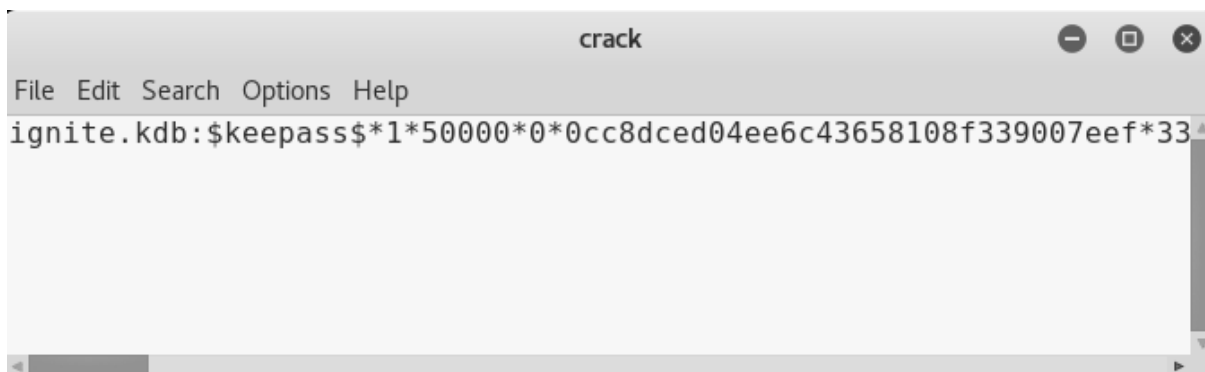 crack
File Edit Search Options Help
ignite.kdb:$keepass$*1*50000*0*0cc8dced04ee6c43658108f339007eef*33